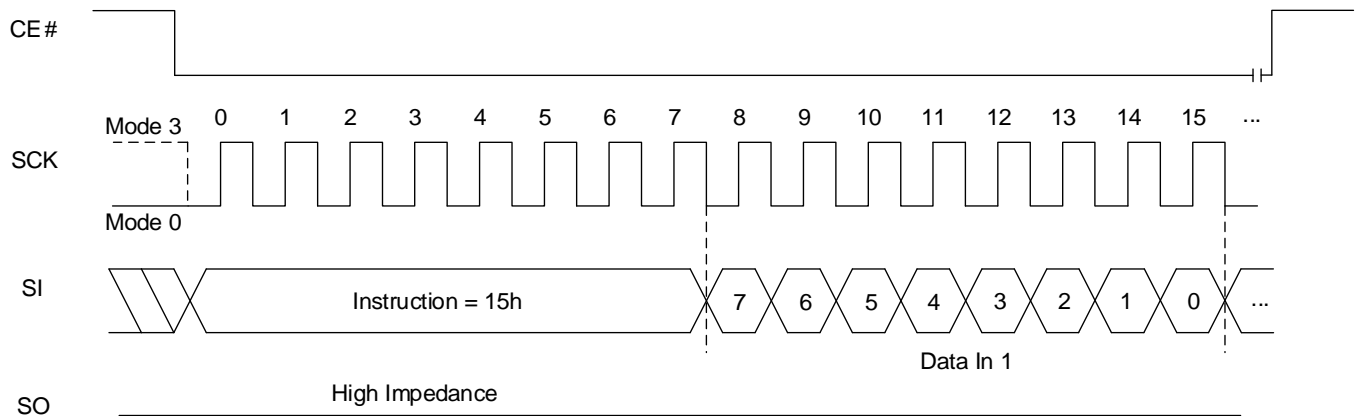 CE#
Mode 3 0 1 2 3 4 5 6 7 8 9 10 11 12 13 14 15 ...
SCK
Mode 0
SI Instruction = 15h 7 6 5 4 3 2 1 0 ...
Data In 1
High Impedance
SO